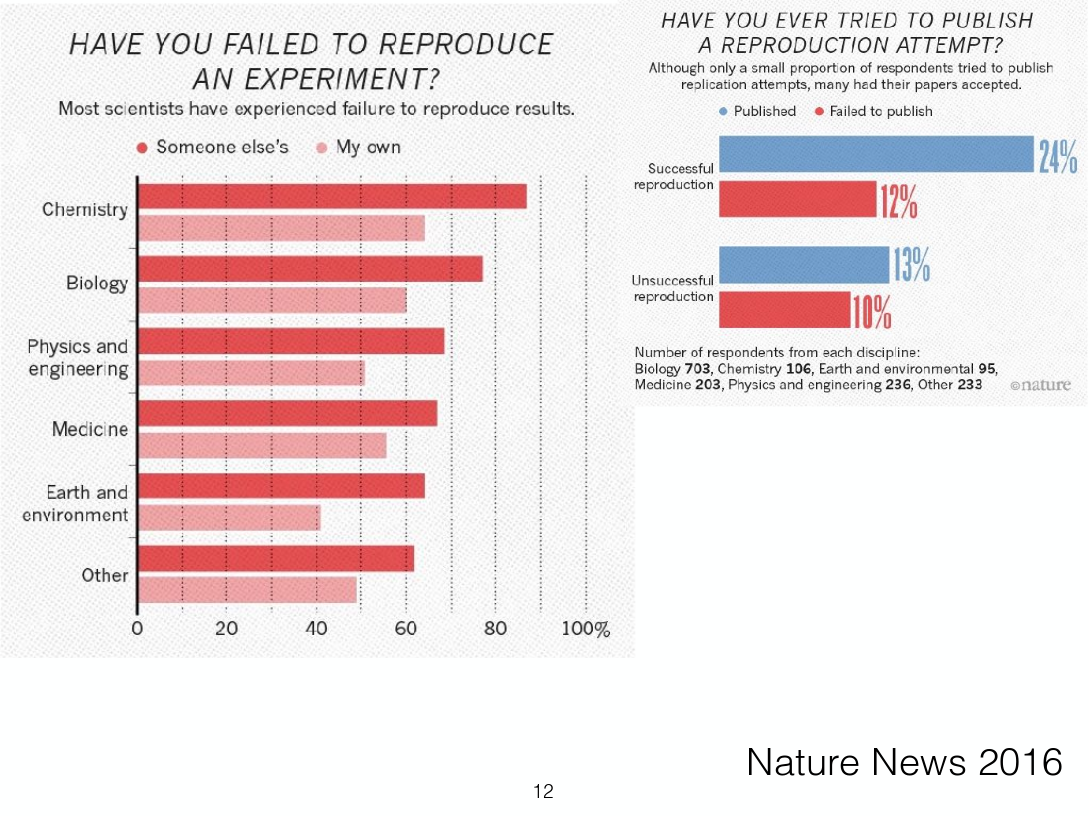 HAVE YOU FAILED TO REPRODUCE
AN EXPERIMENT?
Most scientists have experienced failure to reproduce results.
Someone else's My own
Chemistry
Biology
Physics and
engineering
Medicine
Earth and
environment
Other
0 20 40 60 80 100%
HAVE YOU EVER TRIED TO PUBLISH
A REPRODUCTION ATTEMPT?
Although only a small proportion of respondents tried to publish
replication attempts, many had their papers accepted.
Published Failed to publish
Successful
reproduction
24%
12%
Unsuccessful
reproduction
13%
10%
Number of respondents from each discipline:
Biology 703, Chemistry 106, Earth and environmental 95,
Medicine 203, Physics and engineering 236, Other 233
©nature
Nature News 2016
12